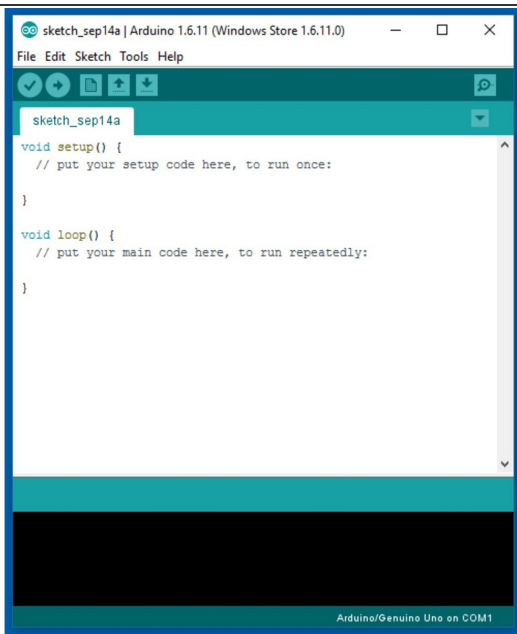 sketch_sep14a | Arduino 1.6.11 (Windows Store 1.6.11.0)
File Edit Sketch Tools Help
sketch_sep14a
void setup() {
  // put your setup code here, to run once:
}
void loop() {
  // put your main code here, to run repeatedly:
}
Arduino/Genuino Uno on COM1